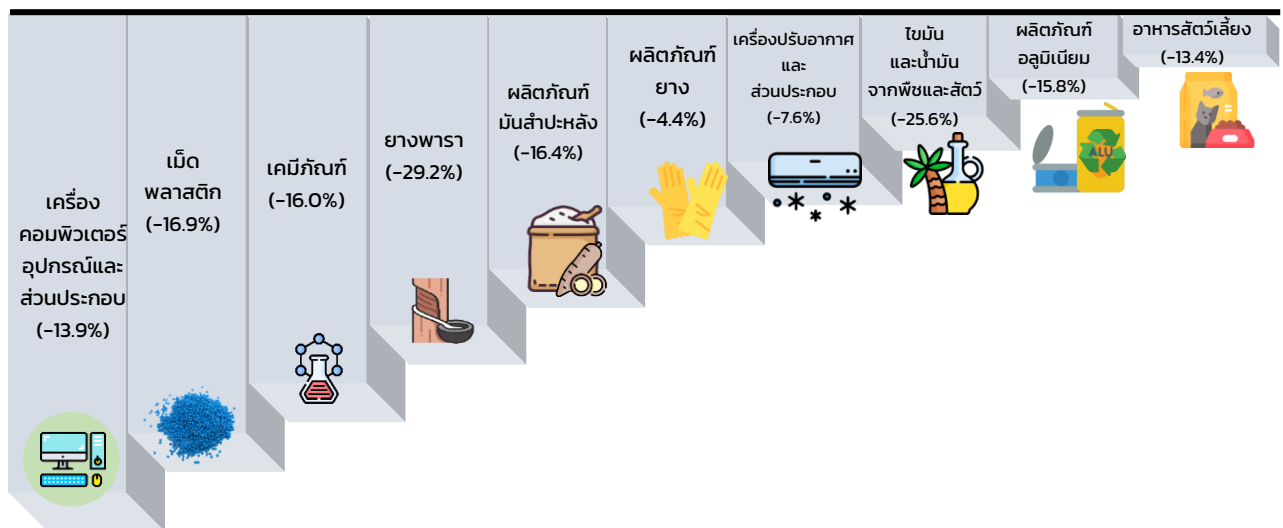 เครื่อง
คอมพิวเตอร์
อุปกรณ์และ
ส่วนประกอบ
(-13.9%)
เม็ด
พลาสติก
(-16.9%)
เคมีภัณฑ์
(-16.0%)
ยางพารา
(-29.2%)
ผลิตภัณฑ์
มันสำปะหลัง
(-16.4%)
ผลิตภัณฑ์
ยาง
(-4.4%)
เครื่องปรับอากาศ
และ
ส่วนประกอบ
(-7.6%)
ไขมัน
และน้ำมัน
จากพืชและสัตว์
(-25.6%)
ผลิตภัณฑ์
อลูมิเนียม
(-15.8%)
ALU
อาหารสัตว์เลี้ยง
(-13.4%)